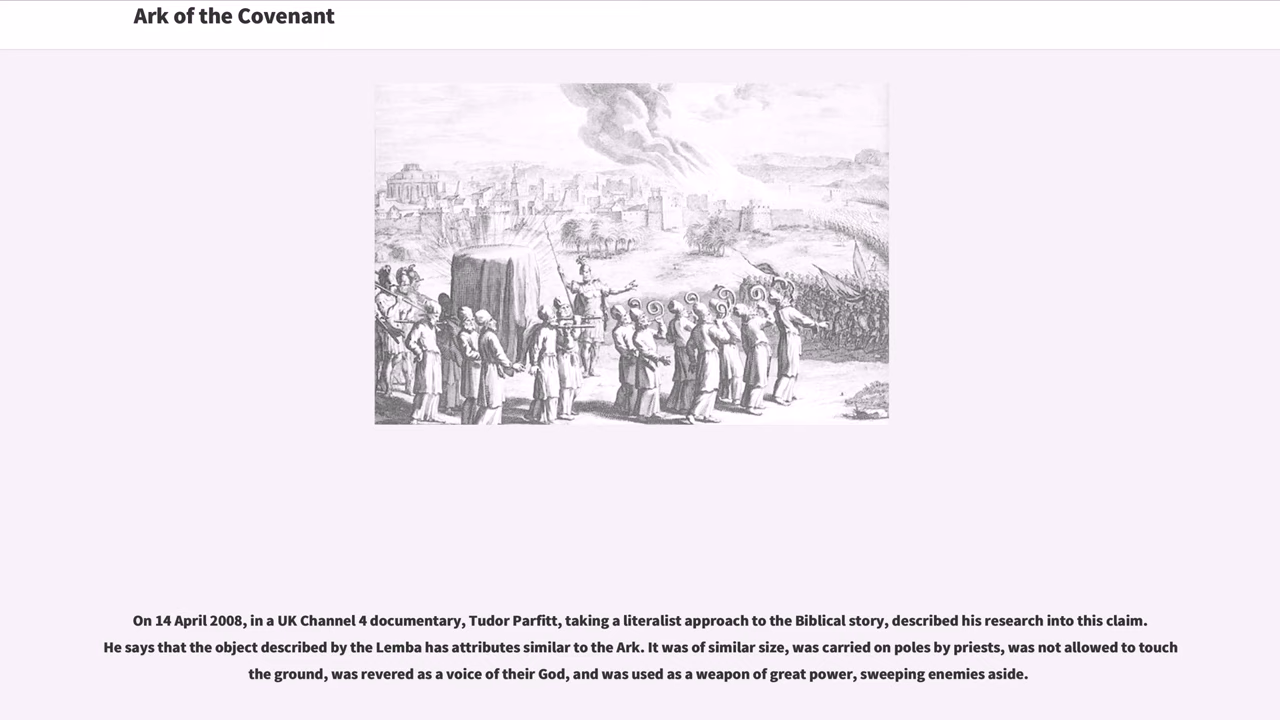 Ark of the Covenant
On 14 April 2008, in a UK Channel 4 documentary, Tudor Parfitt, taking a literalist approach to the Biblical story, described his research into this claim.
He says that the object described by the Lemba has attributes similar to the Ark. It was of similar size, was carried on poles by priests, was not allowed to touch
the ground, was revered as a voice of their God, and was used as a weapon of great power, sweeping enemies aside.